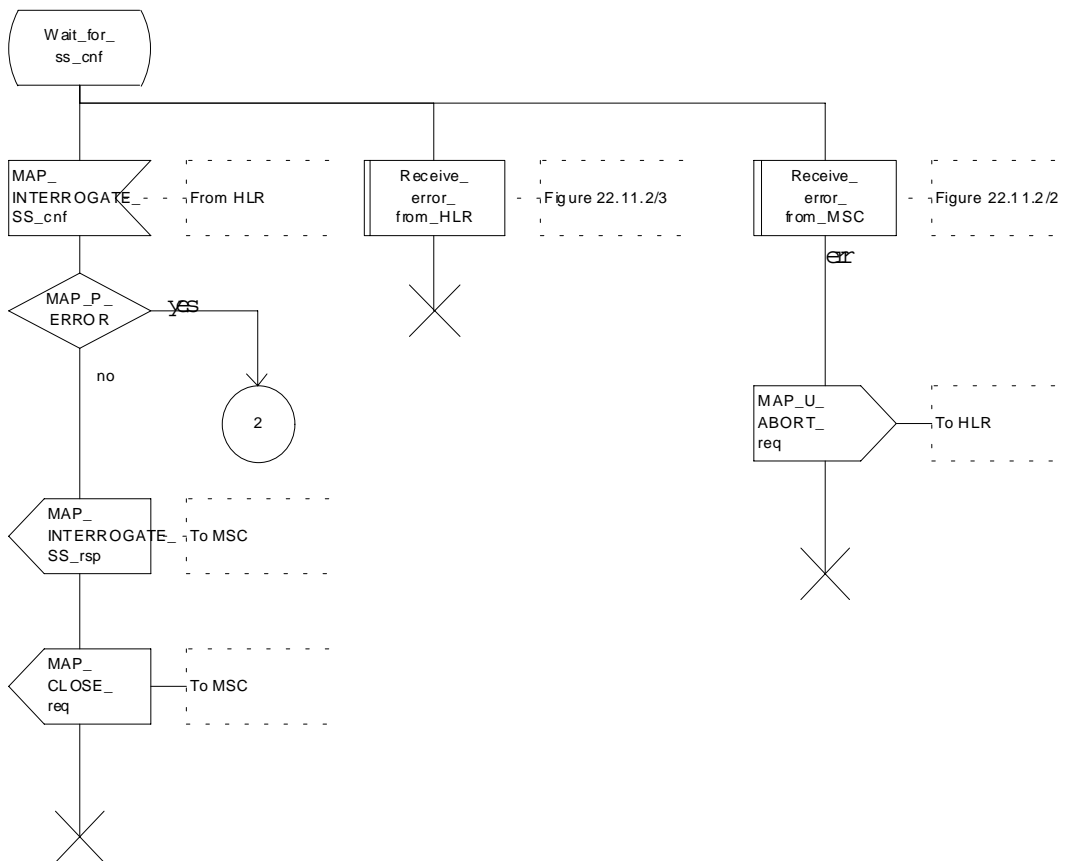 Wait_for_
ss_cnf
MAP_
INTERROGATE_
SS_cnf
From HLR
Receive_
error_
from_HLR
Figure 22.11.2/3
Receive_
error_
from_MSC
Figure 22.11.2/2
err
MAP_P_
ERROR
yes
no
2
MAP_U_
ABORT_
req
To HLR
MAP_
INTERROGATE_
SS_rsp
To MSC
MAP_
CLOSE_
req
To MSC